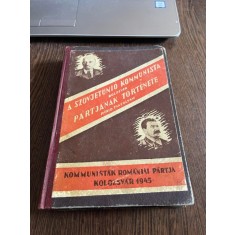 A SZOVJETUNIÓ KOMMUNISTA
PÁRTJÁNAK TÖRTÉNETE
KOMMUNISTÁK ROMÁNIAI PÁRTJA
KOLOZSVÁR 1945